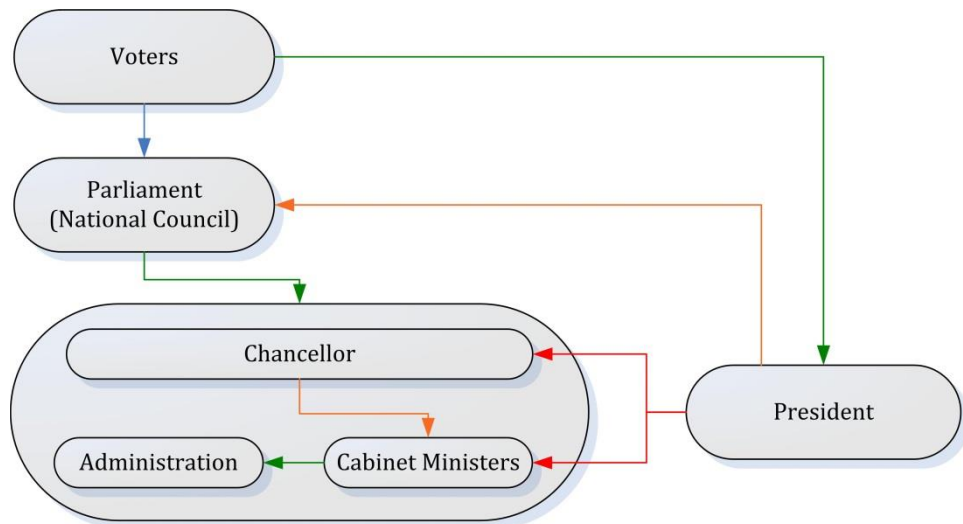 Voters
Parliament
(National Council)
Chancellor
President
Administration
Cabinet Ministers